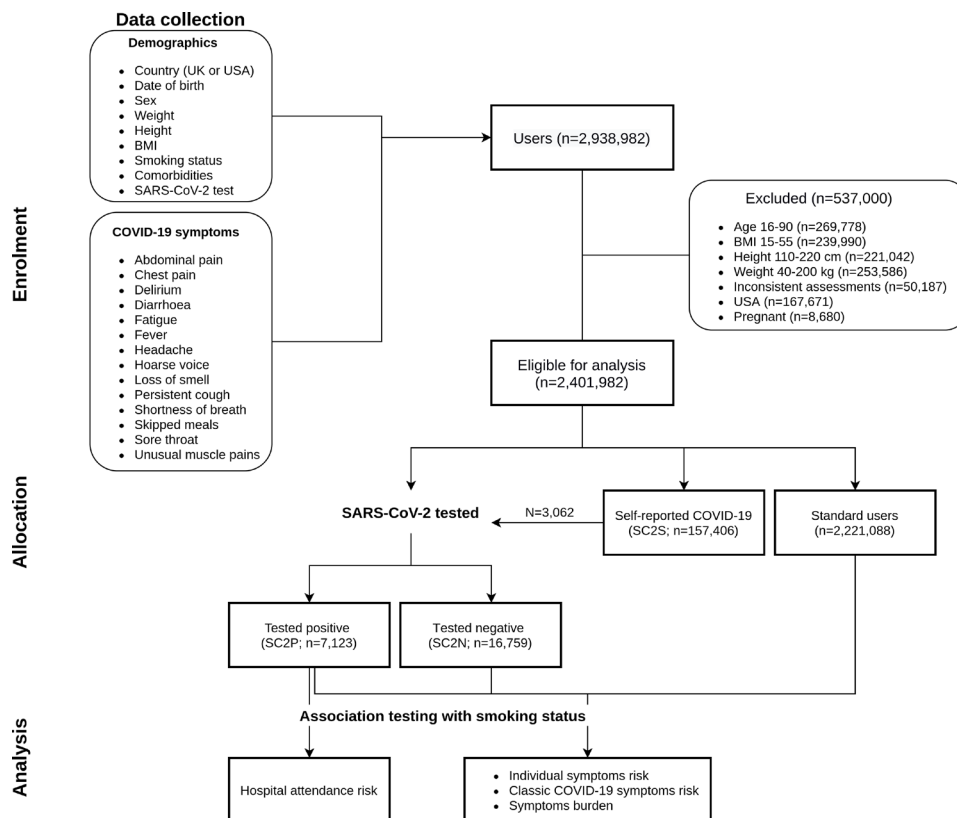 Data collection
Demographics
• Country (UK or USA)
• Date of birth
• Sex
• Weight
• Height
• BMI
• Smoking status
• Comorbidities
• SARS-CoV-2 test
COVID-19 symptoms
• Abdominal pain
• Chest pain
• Delirium
• Diarrhoea
• Fatigue
• Fever
• Headache
• Hoarse voice
• Loss of smell
• Persistent cough
• Shortness of breath
• Skipped meals
• Sore throat
• Unusual muscle pains
Enrolment
Users (n=2,938,982)
Excluded (n=537,000)
• Age 16-90 (n=269,778)
• BMI 15-55 (n=239,990)
• Height 110-220 cm (n=221,042)
• Weight 40-200 kg (n=253,586)
• Inconsistent assessments (n=50,187)
• USA (n=167,671)
• Pregnant (n=8,680)
Eligible for analysis
(n=2,401,982)
Allocation
SARS-CoV-2 tested
N=3,062
Self-reported COVID-19
(SC2S; n=157,406)
Standard users
(n=2,221,088)
Tested positive
(SC2P; n=7,123)
Tested negative
(SC2N; n=16,759)
Analysis
Association testing with smoking status
Hospital attendance risk
• Individual symptoms risk
• Classic COVID-19 symptoms risk
• Symptoms burden